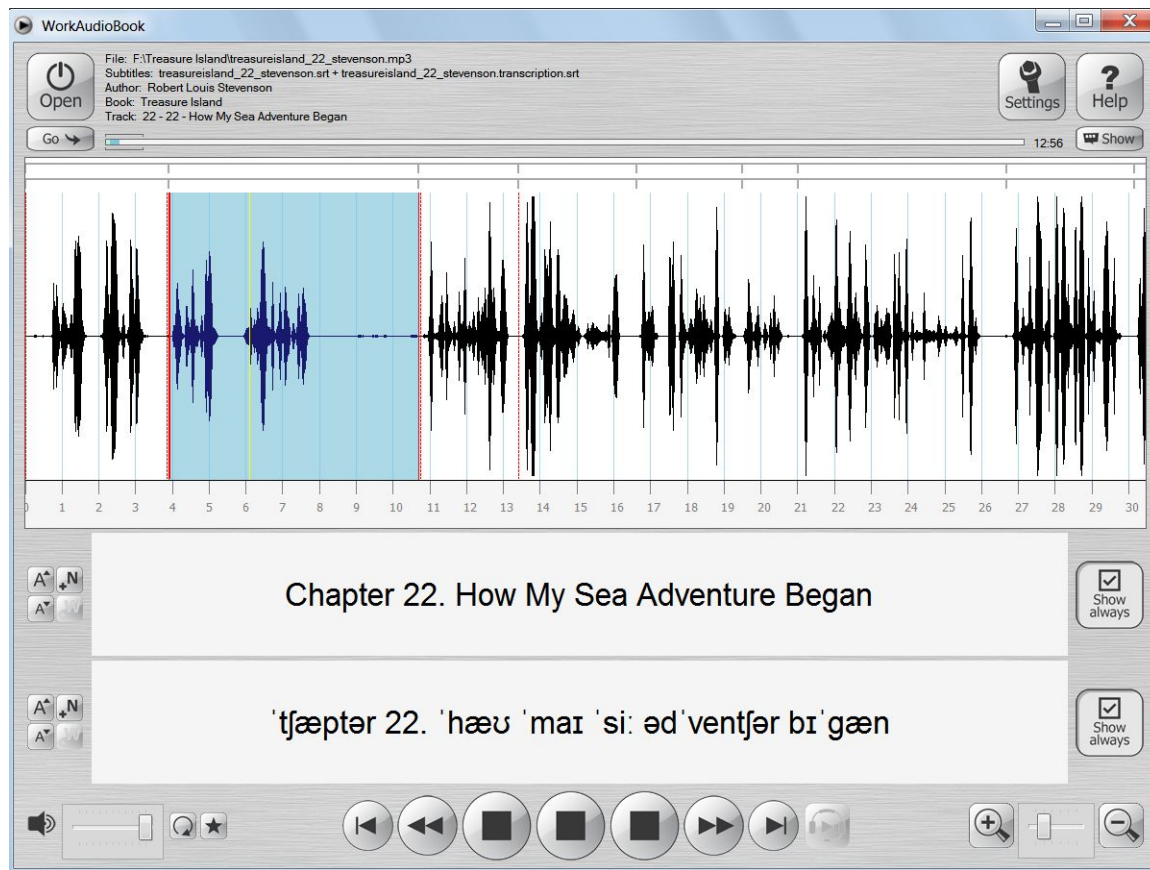 WorkAudioBook
File: F:\Treasure Island\treasureisland_22_stevenson.mp3
Subtitles: treasureisland_22_stevenson.srt + treasureisland_22_stevenson.transcription.srt
Author: Robert Louis Stevenson
Book: Treasure Island
Track: 22 - 22 - How My Sea Adventure Began
Open
Settings
? Help
Go
12:56
Show
0 1 2 3 4 5 6 7 8 9 10 11 12 13 14 15 16 17 18 19 20 21 22 23 24 25 26 27 28 29 30
A +N
A W
Chapter 22. How My Sea Adventure Began
Show always
A +N
A W
ˈtʃæptər 22. ˈhæʊ ˈmaɪ ˈsiː ədˈventʃər bɪˈgæn
Show always